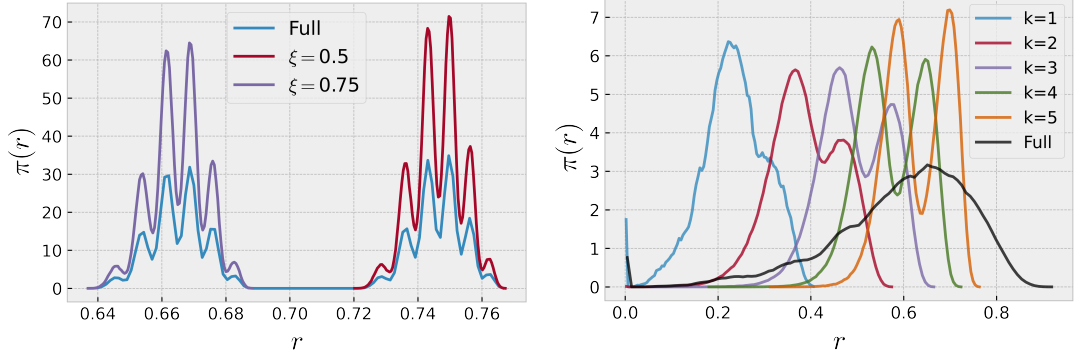 π(r)
70
60
50
40
30
20
10
0
Full
ξ = 0.5
ξ = 0.75
0.64 0.66 0.68 0.70 0.72 0.74 0.76
r
π(r)
7
6
5
4
3
2
1
0
k=1
k=2
k=3
k=4
k=5
Full
0.0 0.2 0.4 0.6 0.8
r